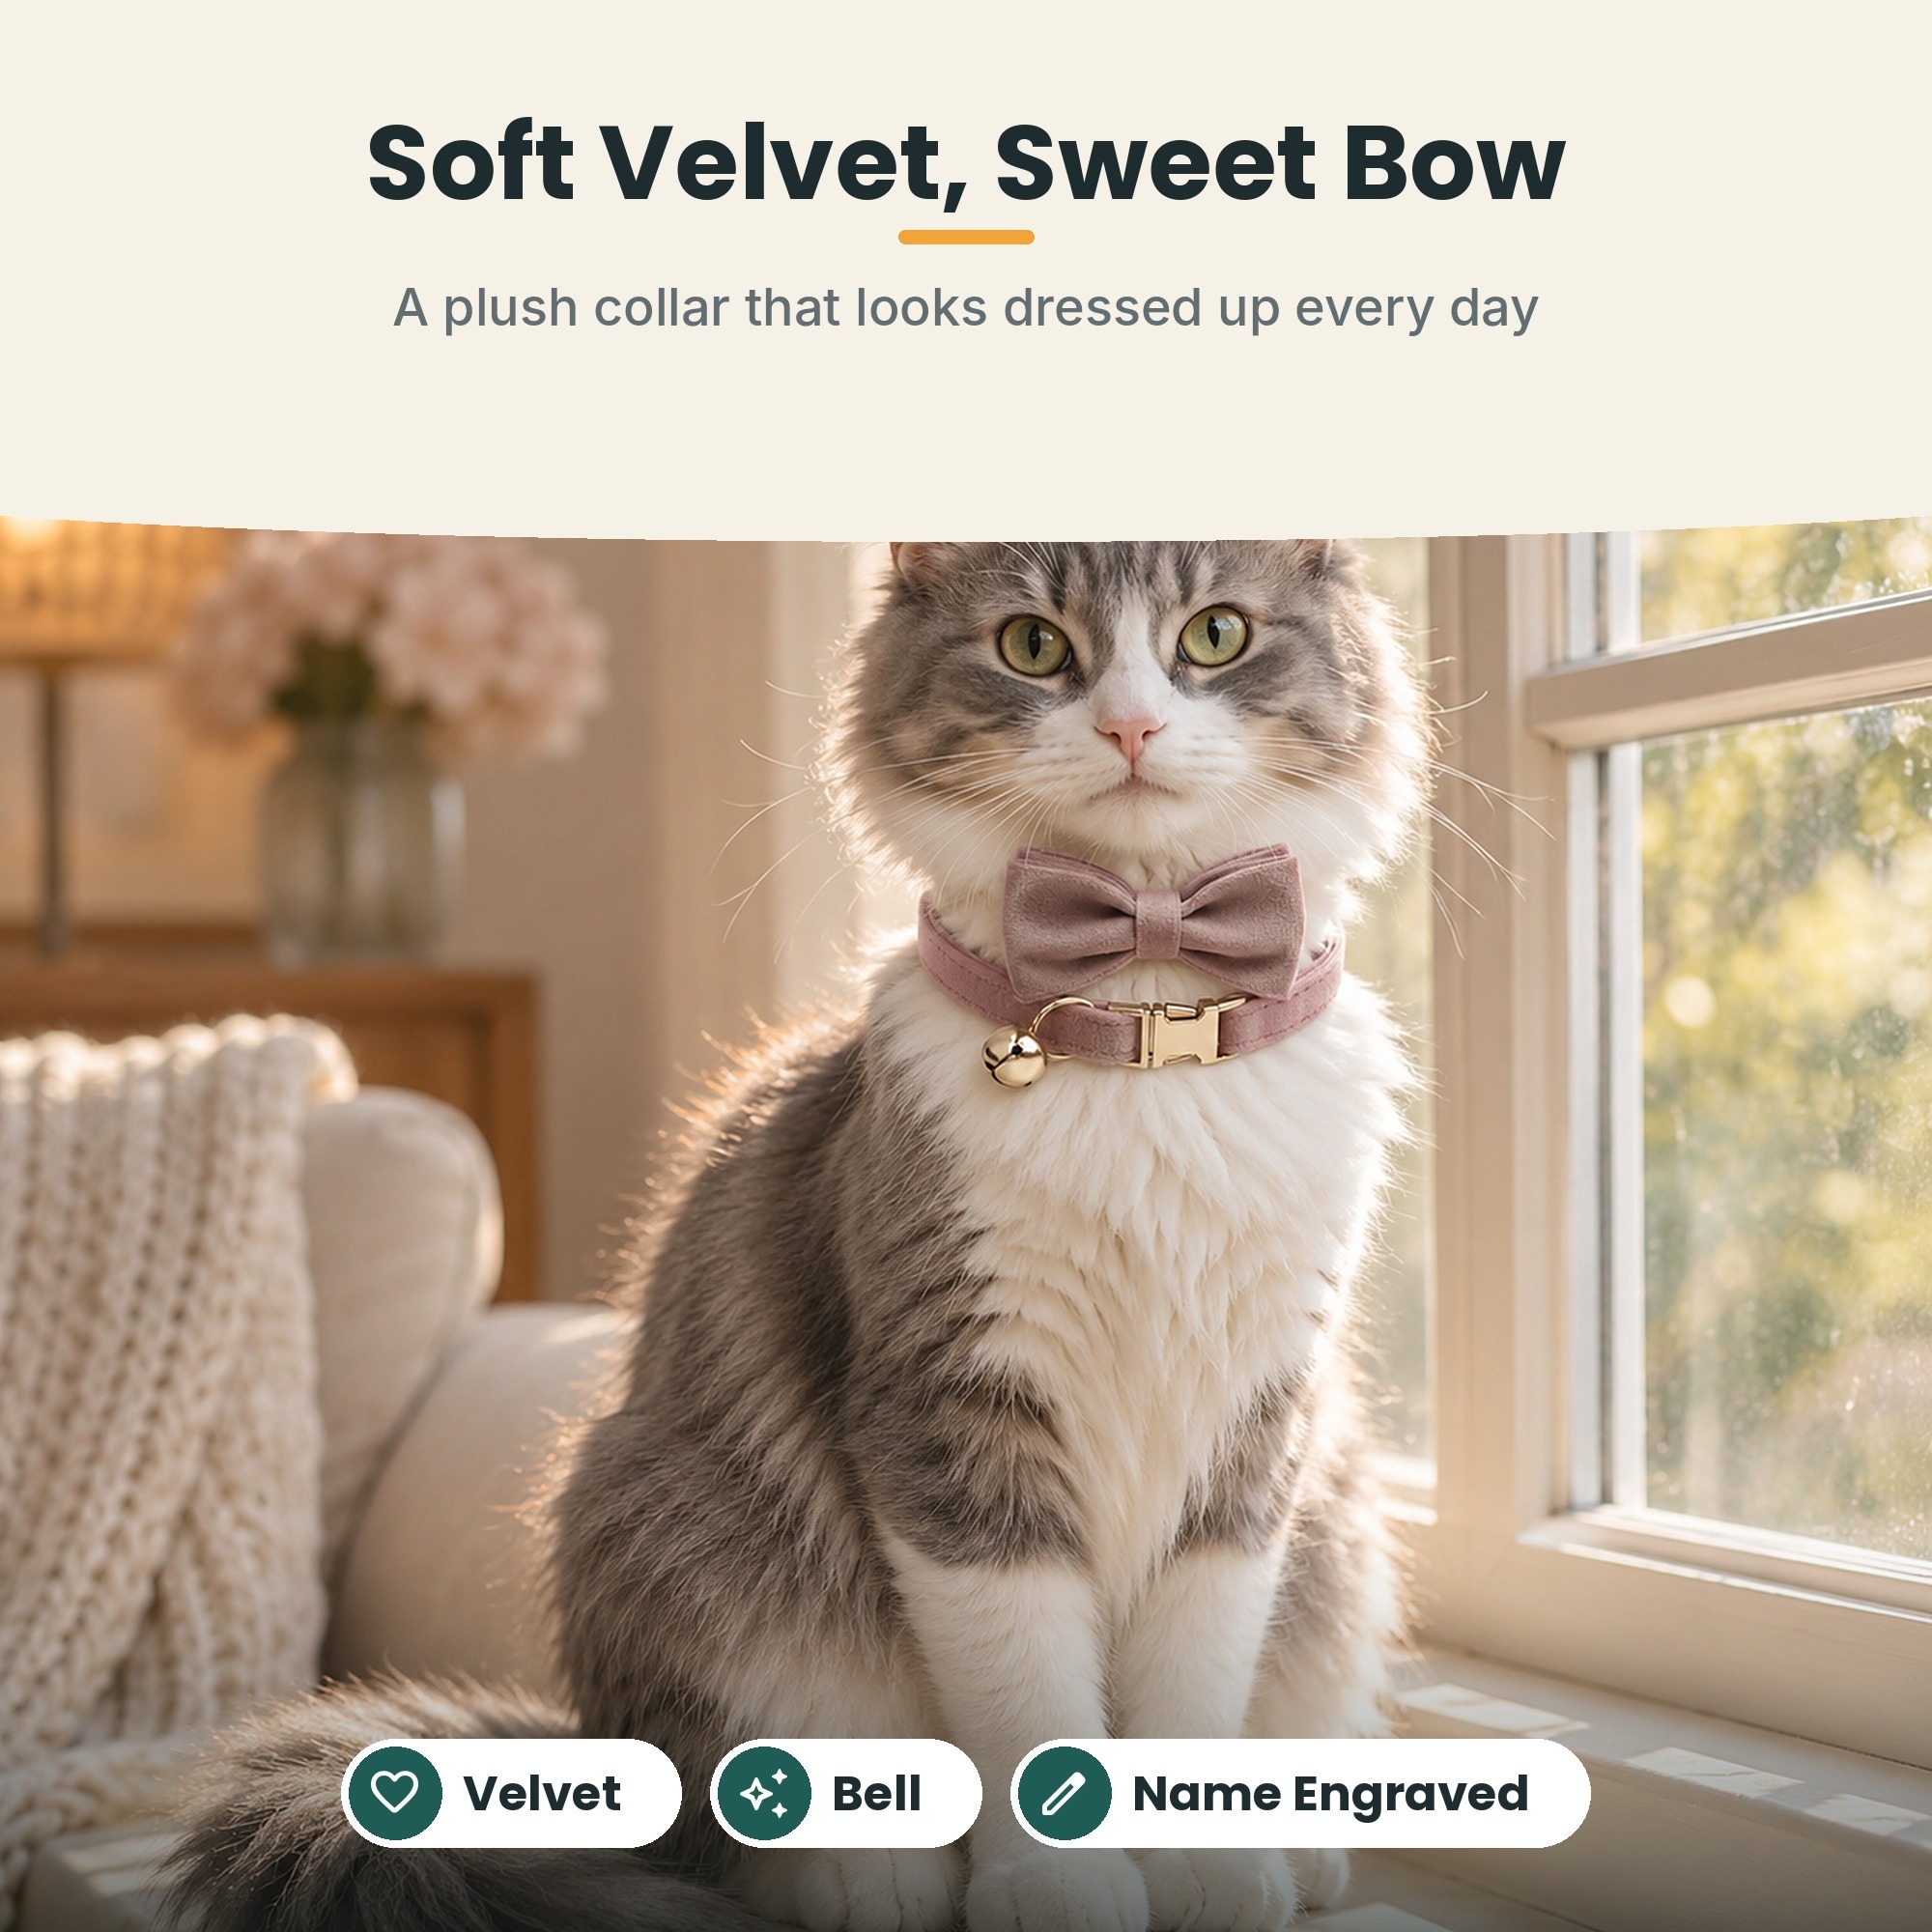 Soft Velvet, Sweet Bow
A plush collar that looks dressed up every day
Velvet
Bell
Name Engraved